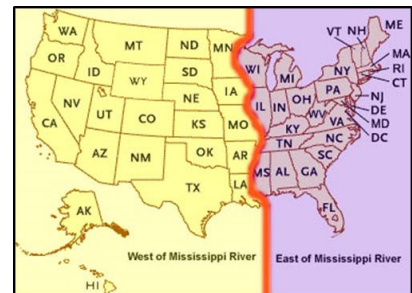 WA
MT
ND
MN
OR
ID
WY
SD
WI
MI
VT
NH
ME
MA
NY
RI
CT
NV
UT
CO
NE
IA
IL
IN
OH
PA
NJ
DE
MD
DC
CA
KS
MO
KY
WV
VA
AZ
NM
OK
AR
TN
NC
SC
TX
LA
MS
AL
GA
FL
AK
HI
West of Mississippi River
East of Mississippi River